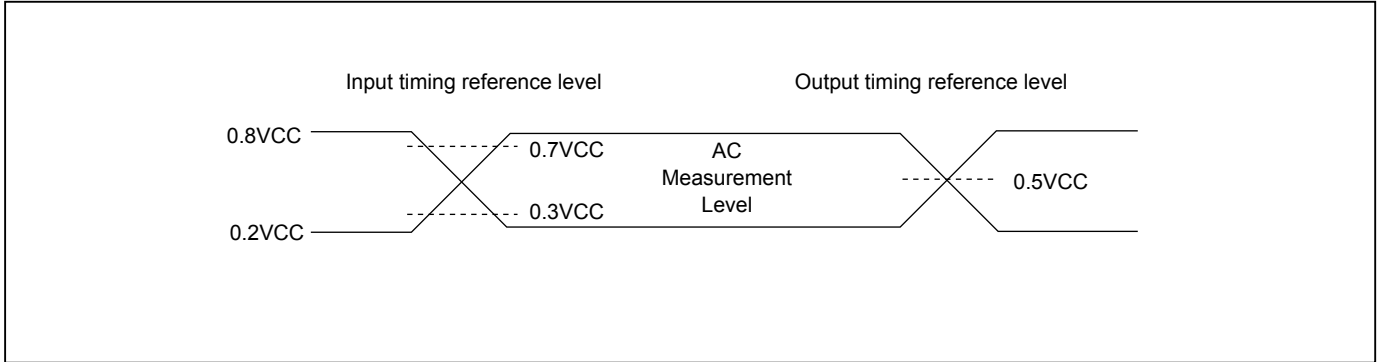 Input timing reference level
Output timing reference level
0.8VCC
0.7VCC
AC
Measurement
Level
0.5VCC
0.3VCC
0.2VCC